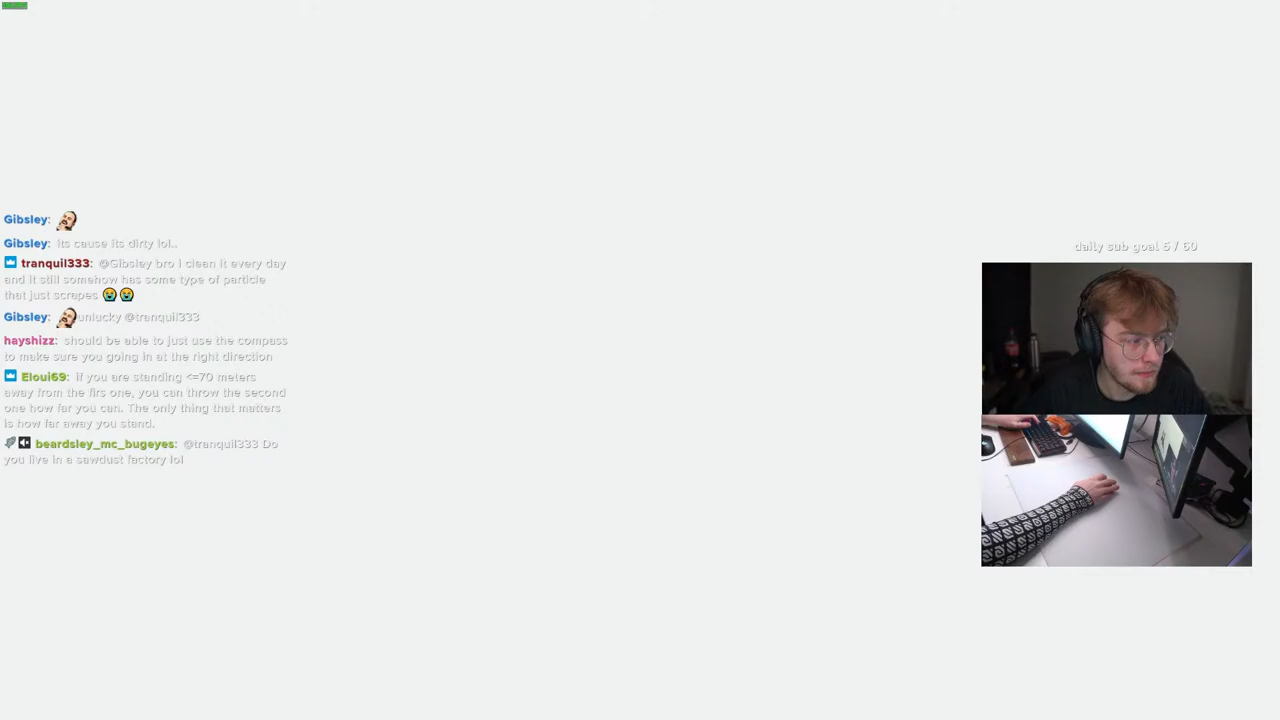 Gibsley:
Gibsley: its cause its dirty lol..
tranquil333: @Gibsley bro i clean it every day
and it still somehow has some type of particle
that just scrapes 😭 😭
Gibsley: unlucky @tranquil333
hayshizz: should be able to just use the compass
to make sure you going in at the right direction
Eloui69: if you are standing <=70 meters
away from the firs one, you can throw the second
one how far you can. The only thing that matters
is how far away you stand.
beardsley_mc_bugeyes: @tranquil333 Do
you live in a sawdust factory lol
daily sub goal 5 / 60